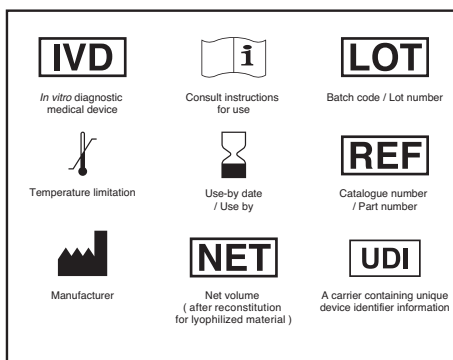 IVD
i
LOT
In vitro diagnostic
medical device
Consult instructions
for use
Batch code / Lot number
REF
Temperature limitation
Use-by date
/ Use by
Catalogue number
/ Part number
NET
UDI
Manufacturer
Net volume
( after reconstitution
for lyophilized material )
A carrier containing unique
device identifier information